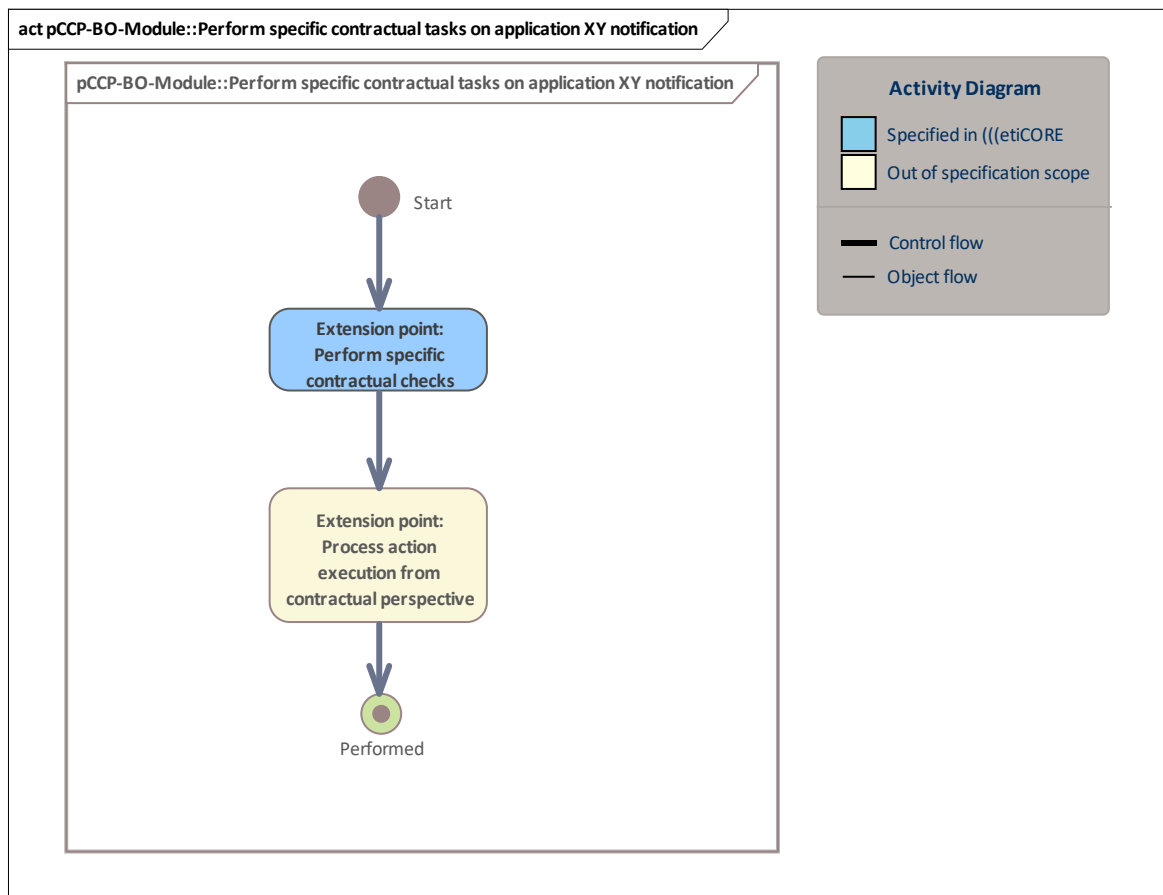 act pCCP-BO-Module::Perform specific contractual tasks on application XY notification
pCCP-BO-Module::Perform specific contractual tasks on application XY notification
Start
Extension point:
Perform specific
contractual checks
Extension point:
Process action
execution from
contractual perspective
Performed
Activity Diagram
Specified in (((etiCORE
Out of specification scope
Control flow
Object flow